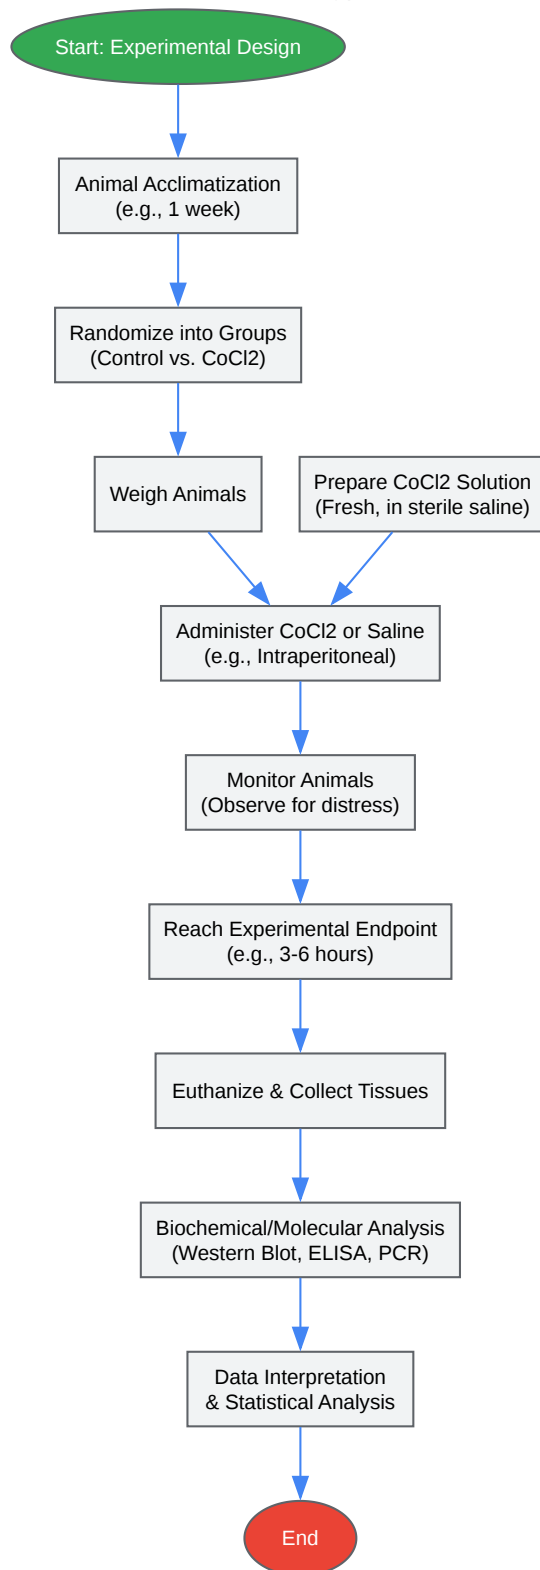 Start: Experimental Design
Animal Acclimatization
(e.g., 1 week)
Randomize into Groups
(Control vs. CoCl2)
Weigh Animals
Prepare CoCl2 Solution
(Fresh, in sterile saline)
Administer CoCl2 or Saline
(e.g., Intraperitoneal)
Monitor Animals
(Observe for distress)
Reach Experimental Endpoint
(e.g., 3-6 hours)
Euthanize & Collect Tissues
Biochemical/Molecular Analysis
(Western Blot, ELISA, PCR)
Data Interpretation
& Statistical Analysis
End